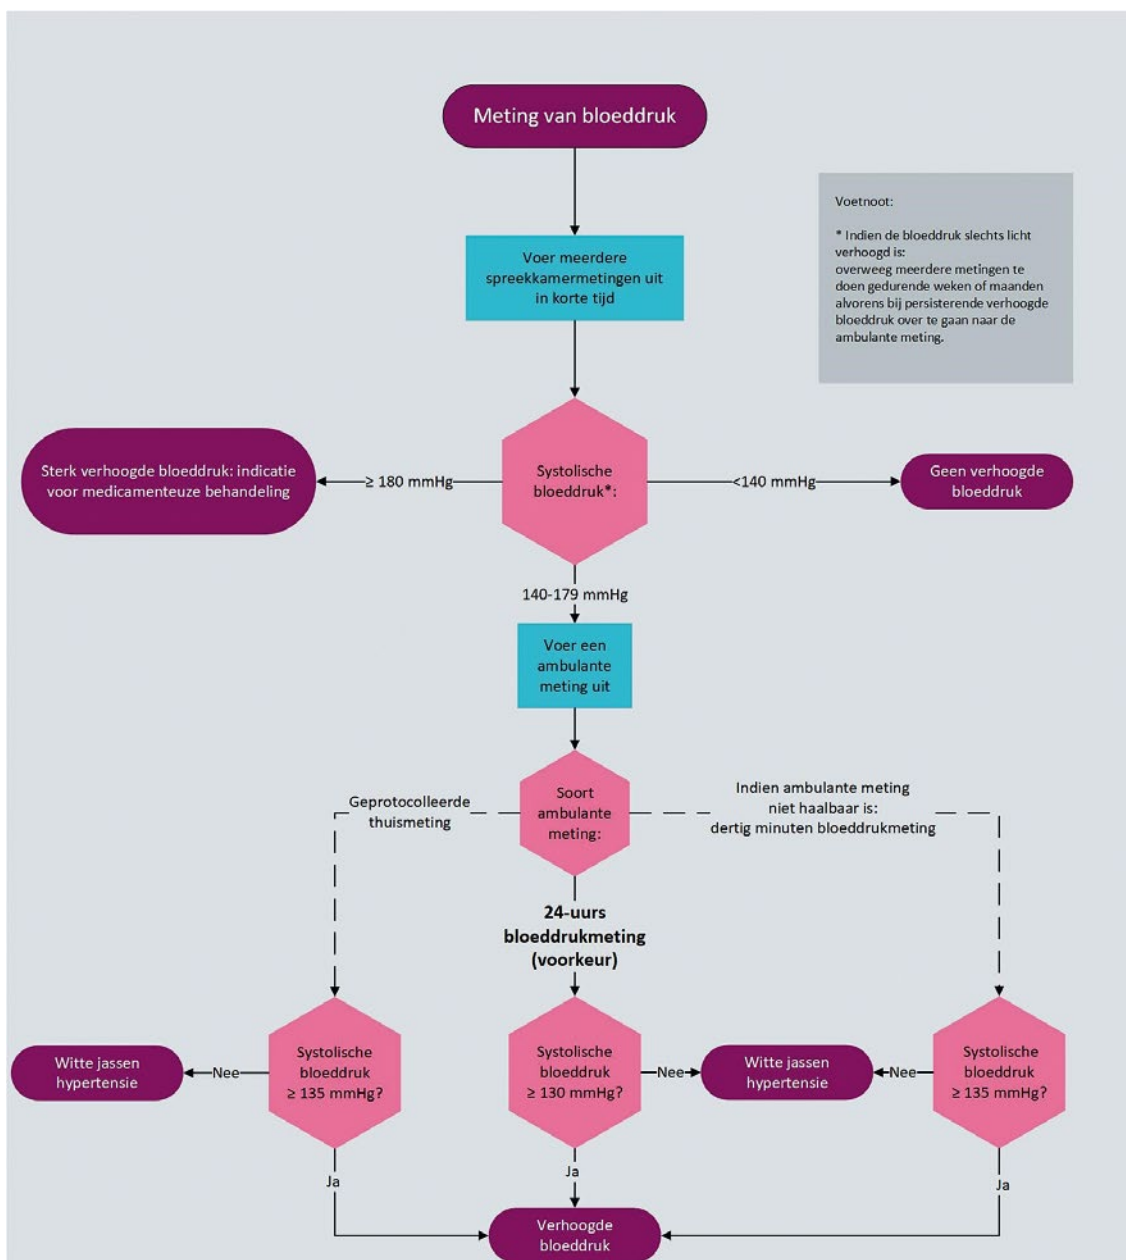 Meting van bloeddruk
Voetnoot:
* Indien de bloeddruk slechts licht
verhoogd is:
overweeg meerdere metingen te
doen gedurende weken of maanden
alvorens bij persisterende verhoogde
bloeddruk over te gaan naar de
ambulante meting.
Voer meerdere
spreekkamermetingen uit
in korte tijd
Sterk verhoogde bloeddruk: indicatie
voor medicamenteuze behandeling
≥ 180 mmHg
Systolische
bloeddruk*:
<140 mmHg
Geen verhoogde
bloeddruk
140-179 mmHg
Voer een
ambulante
meting uit
Soort
ambulante
meting:
Geprotocolleerde
thuismeting
Indien ambulante meting
niet haalbaar is:
dertig minuten bloeddrukmeting
24-uurs
bloeddrukmeting
(voorkeur)
Witte jassen
hypertensie
Nee
Systolische
bloeddruk
≥ 135 mmHg?
Systolische
bloeddruk
≥ 130 mmHg?
Nee
Witte jassen
hypertensie
Nee
Systolische
bloeddruk
≥ 135 mmHg?
Ja
Ja
Ja
Verhoogde
bloeddruk